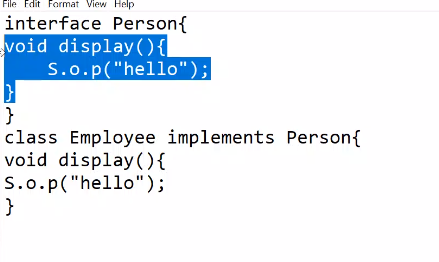 File Edit Format View Help
interface Person{
void display(){
S.o.p("hello");
}
}
class Employee implements Person{
void display(){
S.o.p("hello");
}